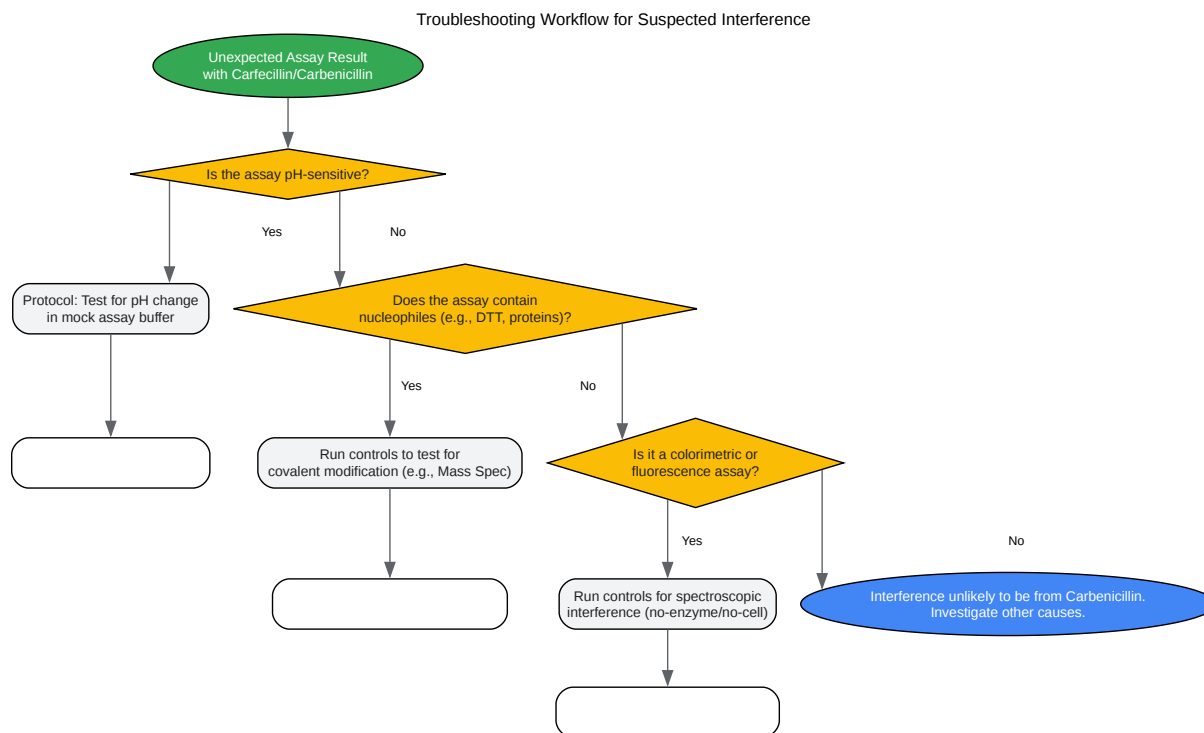 Troubleshooting Workflow for Suspected Interference
Unexpected Assay Result
with Carfecillin/Carbenicillin
Is the assay pH-sensitive?
Yes
No
Protocol: Test for pH change
in mock assay buffer
Does the assay contain
nucleophiles (e.g., DTT, proteins)?
Yes
No
Run controls to test for
covalent modification (e.g., Mass Spec)
Is it a colorimetric or
fluorescence assay?
Yes
No
Run controls for spectroscopic
interference (no-enzyme/no-cell)
Interference unlikely to be from Carbenicillin.
Investigate other causes.